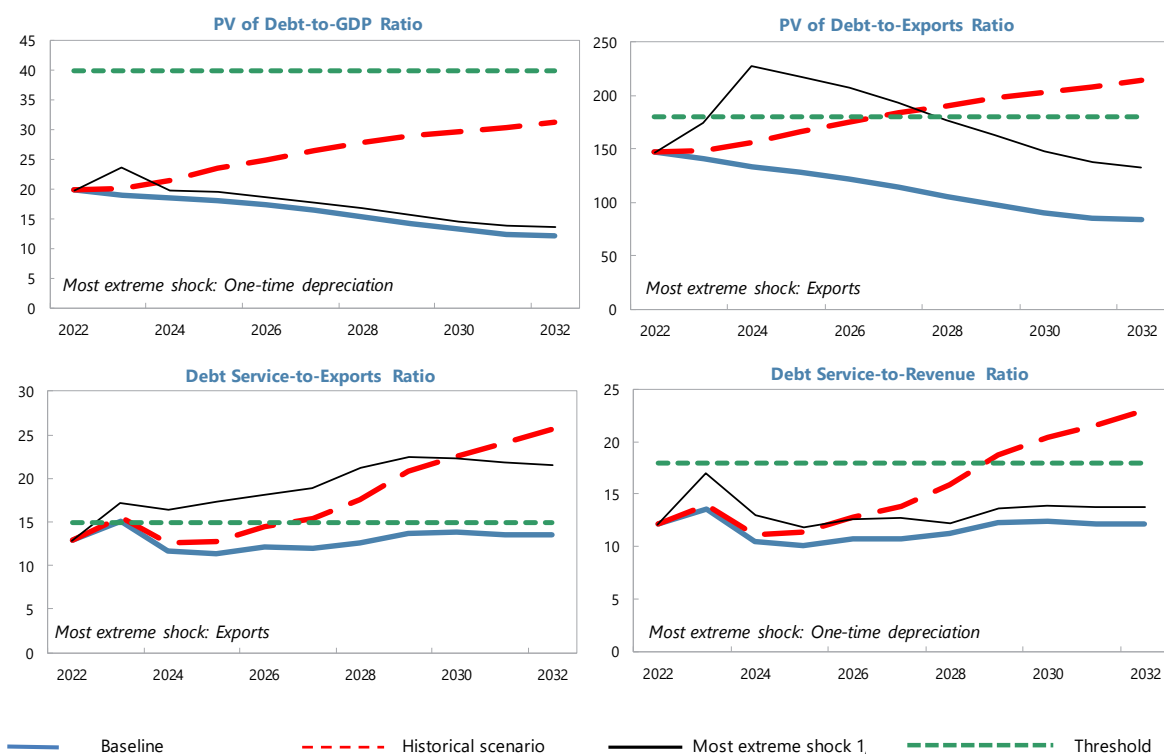 PV of Debt-to-GDP Ratio
45
40
35
30
25
20
15
10
5
0
Most extreme shock: One-time depreciation
2022 2024 2026 2028 2030 2032
PV of Debt-to-Exports Ratio
250
200
150
100
50
0
Most extreme shock: Exports
2022 2024 2026 2028 2030 2032
Debt Service-to-Exports Ratio
30
25
20
15
10
5
0
Most extreme shock: Exports
2022 2024 2026 2028 2030 2032
Debt Service-to-Revenue Ratio
25
20
15
10
5
0
Most extreme shock: One-time depreciation
2022 2024 2026 2028 2030 2032
Baseline Historical scenario Most extreme shock 1/ Threshold